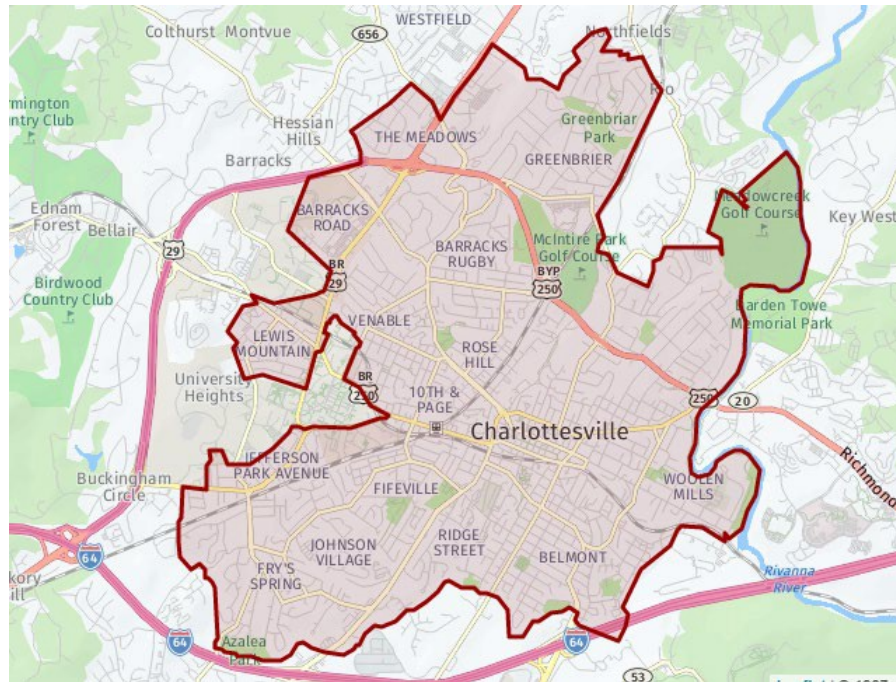 WESTFIELD
Colthurst
Montvue
656
Northfields
Rio
Country Club
Hessian
Hills
THE MEADOWS
Greenbriar
Park
GREENBRIER
Barracks
Meadowcreek
Golf Course
Ednam
Forest
Bellair
BARRACKS
ROAD
Key West
29
BARRACKS
RUGBY
McIntire Park
Golf Course
BR
29
BYP
250
Birdwood
Country Club
Darden Towe
Memorial Park
VENABLE
LEWIS
MOUNTAIN
ROSE
HILL
University
Heights
BR
250
10TH &
PAGE
250
20
Charlottesville
Richmond
JEFFERSON
PARK AVENUE
Buckingham
Circle
FIFEVILLE
WOOLEN
MILLS
64
JOHNSON
VILLAGE
RIDGE
STREET
BELMONT
FRY'S
SPRING
Rivanna
River
Azalea
Park
64
64
53